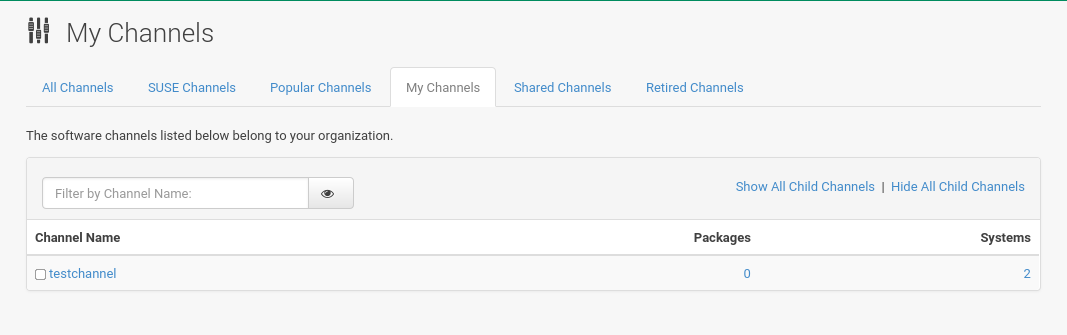 My Channels
All Channels SUSE Channels Popular Channels My Channels Shared Channels Retired Channels
The software channels listed below belong to your organization.
Filter by Channel Name:
Show All Child Channels | Hide All Child Channels
Channel Name Packages Systems
testchannel 0 2